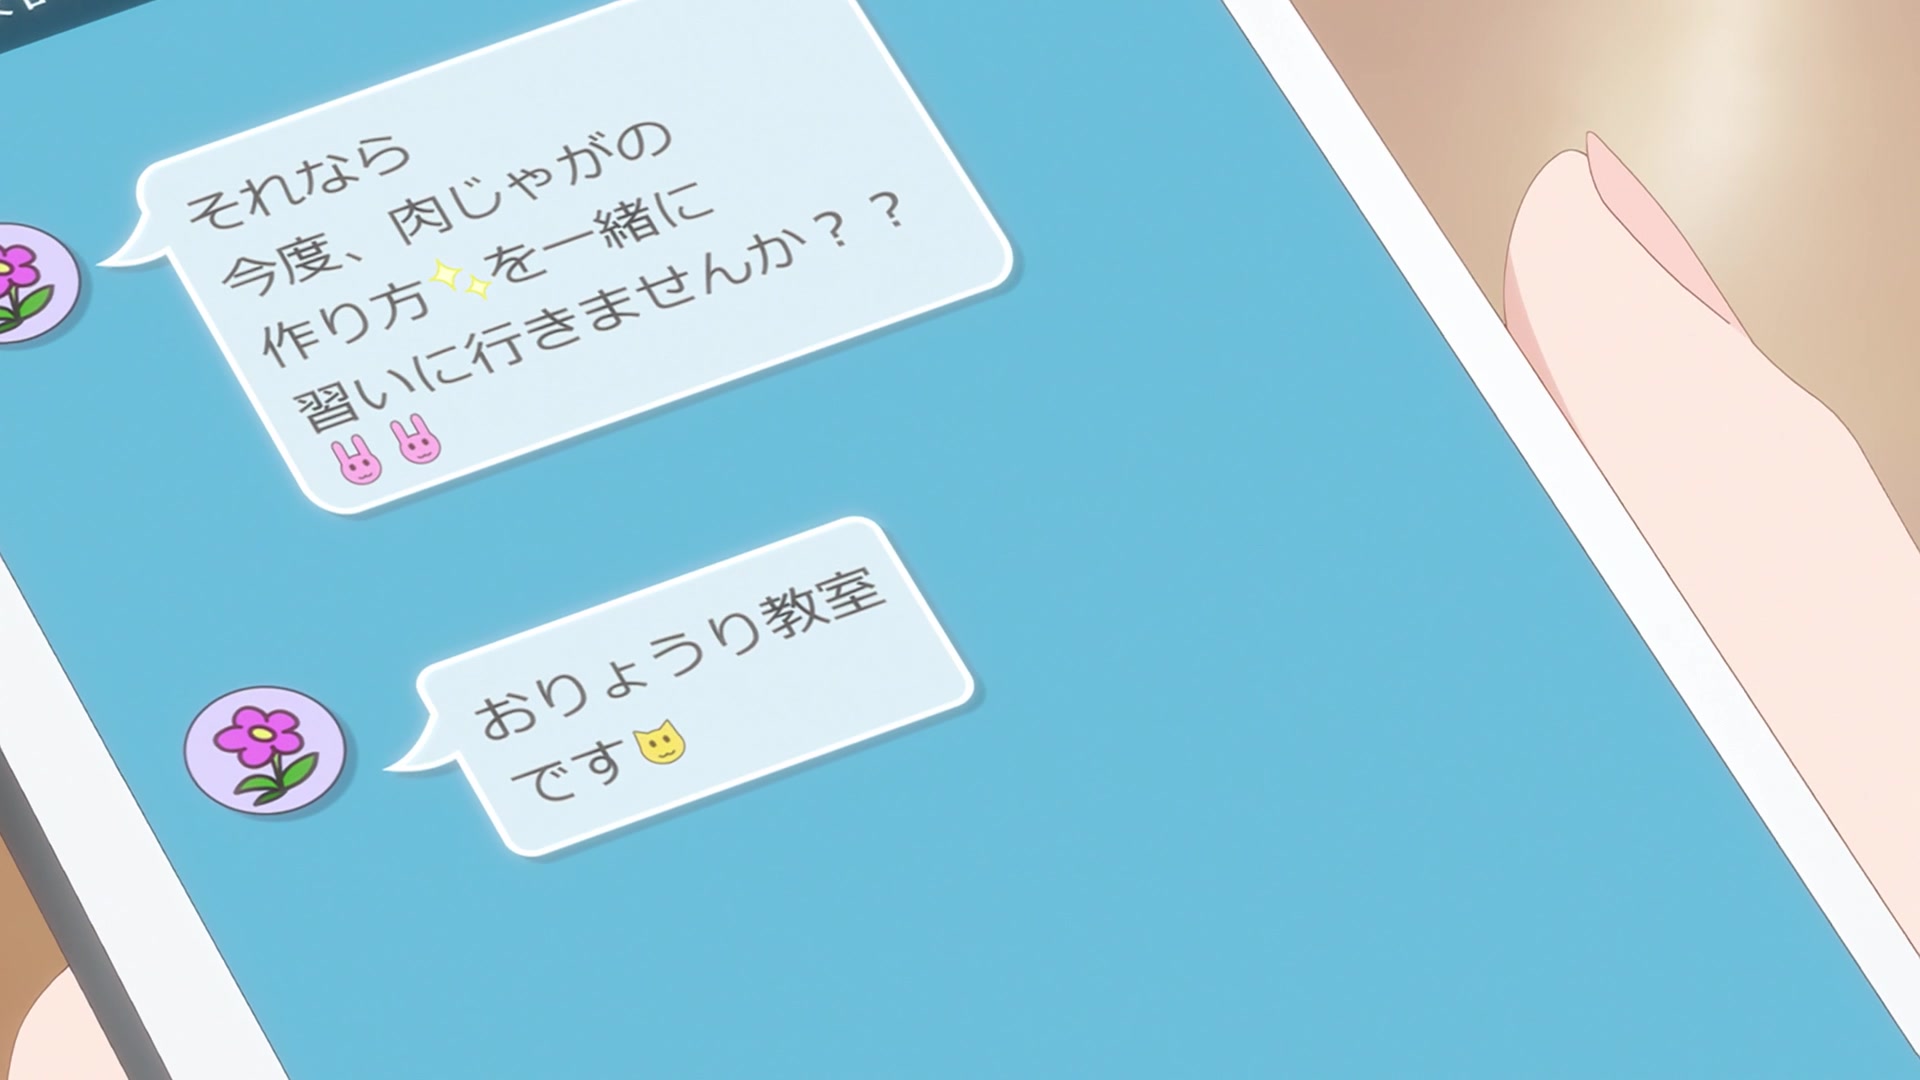 それなら
今度、肉じゃがの
作り方✨を一緒に
習いに行きませんか？？
🐰🐰
おりょうり教室
です🐱